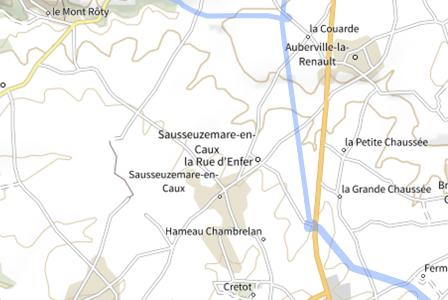 le Mont Rôty
la Couarde
Auberville-la-
Renault
Sausseuzemare-en-
Caux
la Petite Chaussée
la Rue d'Enfer
Sausseuzemare-en-
Caux
la Grande Chaussée
Hameau Chambrelan
Cretot